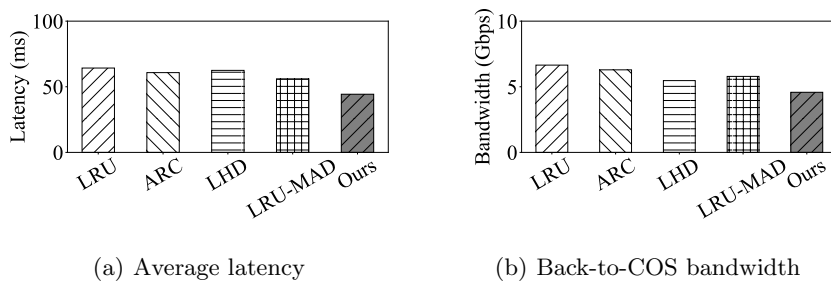 100
50
0
Latency (ms)
LRU
ARC
LHD
LRU-MAD
Ours
(a) Average latency
10
5
0
Bandwidth (Gbps)
LRU
ARC
LHD
LRU-MAD
Ours
(b) Back-to-COS bandwidth